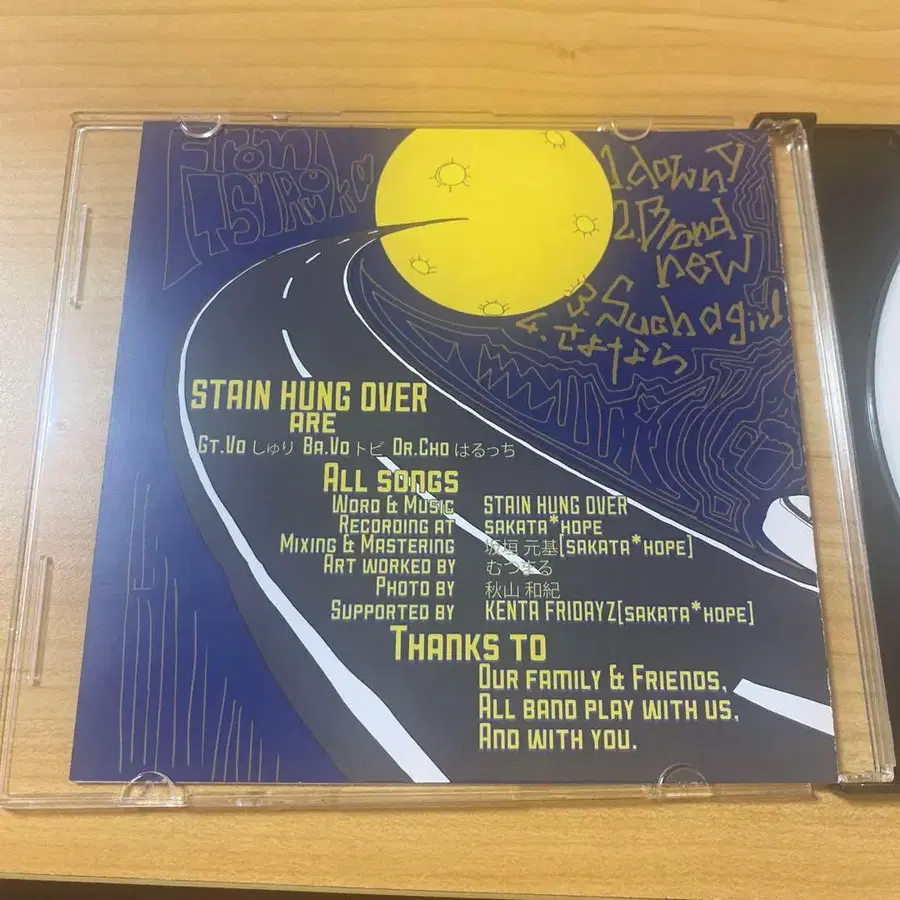 From
1.downy
2.Brand
new
3.Such a girl
4.さよなら
STAIN HUNG OVER
ARE
GT.VO しゅり BA.VO トビ DR.CHO はるっち
ALL SONGS
WORD & MUSIC STAIN HUNG OVER
RECORDING AT SAKATA*HOPE
MIXING & MASTERING 坂垣 元基[SAKATA*HOPE]
ART WORKED BY むつまる
PHOTO BY 秋山 和紀
SUPPORTED BY KENTA FRIDAYZ[SAKATA*HOPE]
THANKS TO
OUR FAMILY & FRIENDS,
ALL BAND PLAY WITH US,
AND WITH YOU.